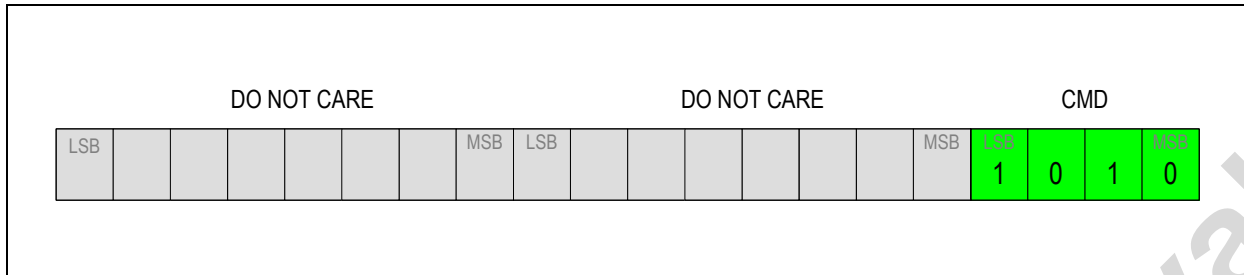 DO NOT CARE DO NOT CARE CMD
LSB MSB LSB MSB LSB MSB
1 0 1 0